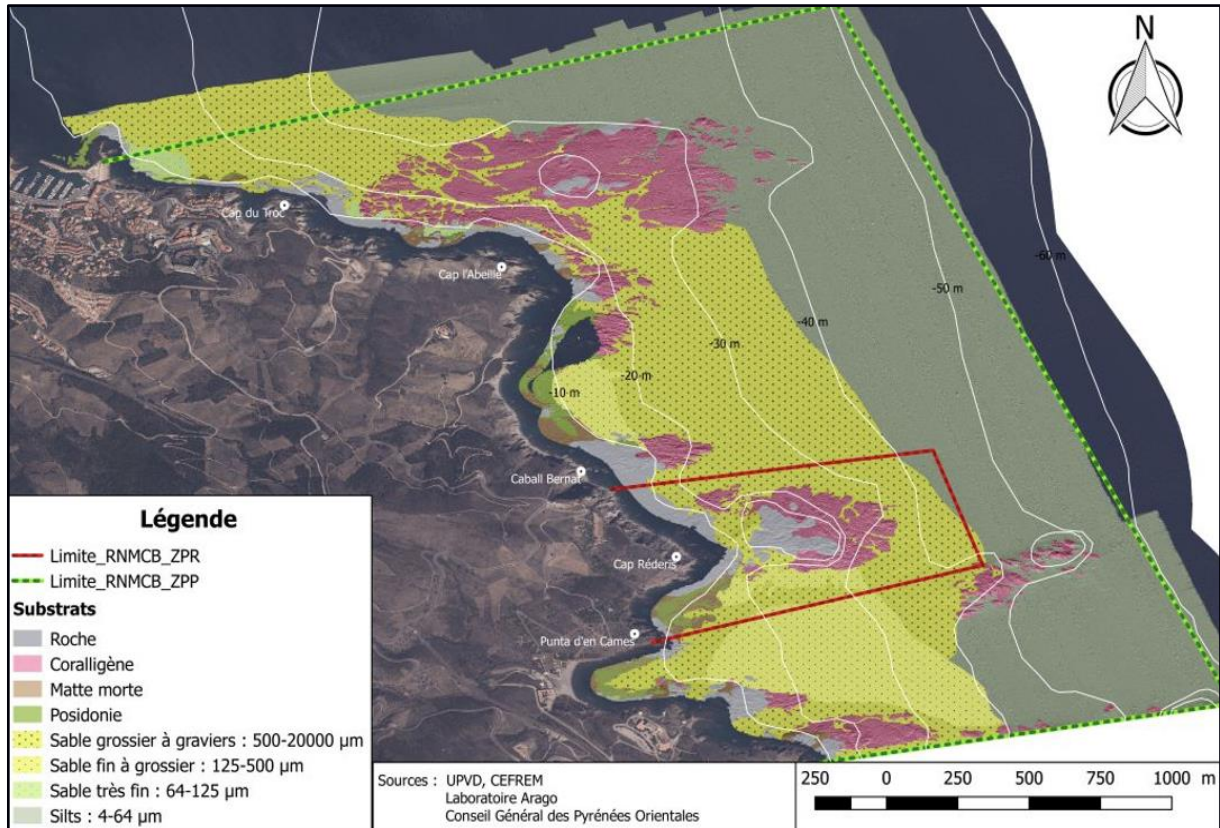 N
Cap du Troc
Cap l'Abeille
-60 m
-50 m
-40 m
-30 m
-20 m
-10 m
Caball Bernat
Cap Réderis
Punta d'en Cames
Légende
Limite_RNMCB_ZPR
Limite_RNMCB_ZPP
Substrats
Roche
Coralligène
Matte morte
Posidonie
Sable grossier à graviers : 500-20000 µm
Sable fin à grossier : 125-500 µm
Sable très fin : 64-125 µm
Silts : 4-64 µm
Sources : UPVD, CEFREM
Laboratoire Arago
Conseil Général des Pyrénées Orientales
250 0 250 500 750 1000 m